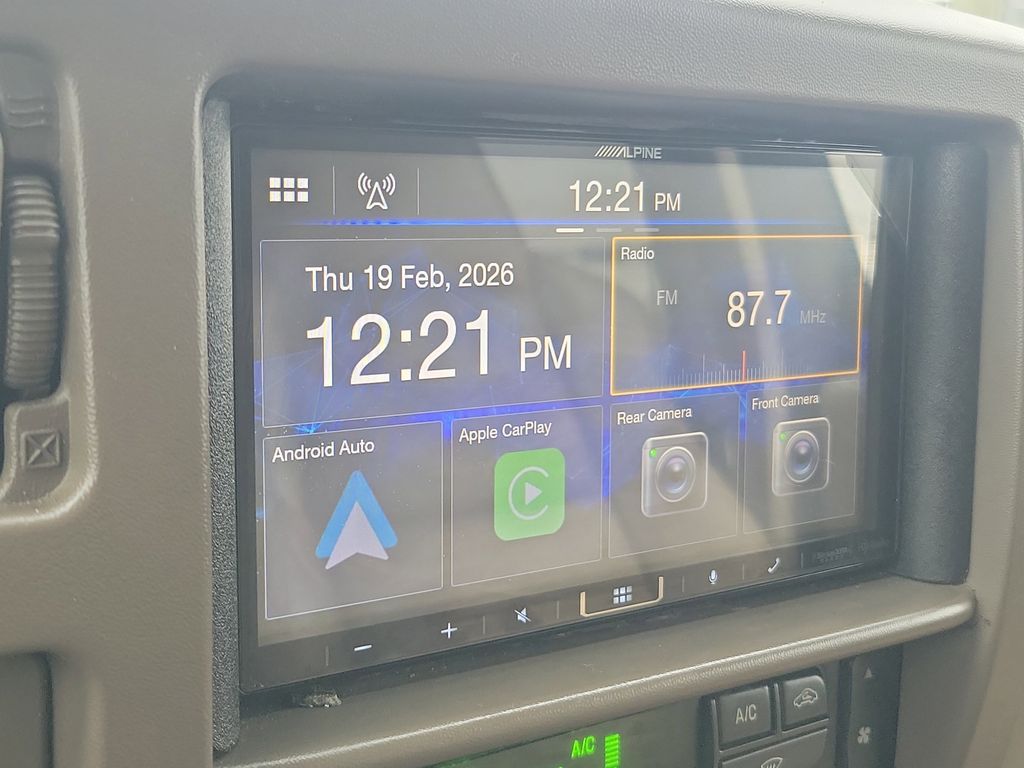 ALPINE
12:21 PM
Thu 19 Feb, 2026
12:21 PM
Radio
FM 87.7 MHz
Android Auto
Apple CarPlay
Rear Camera
Front Camera
A/C
A/C